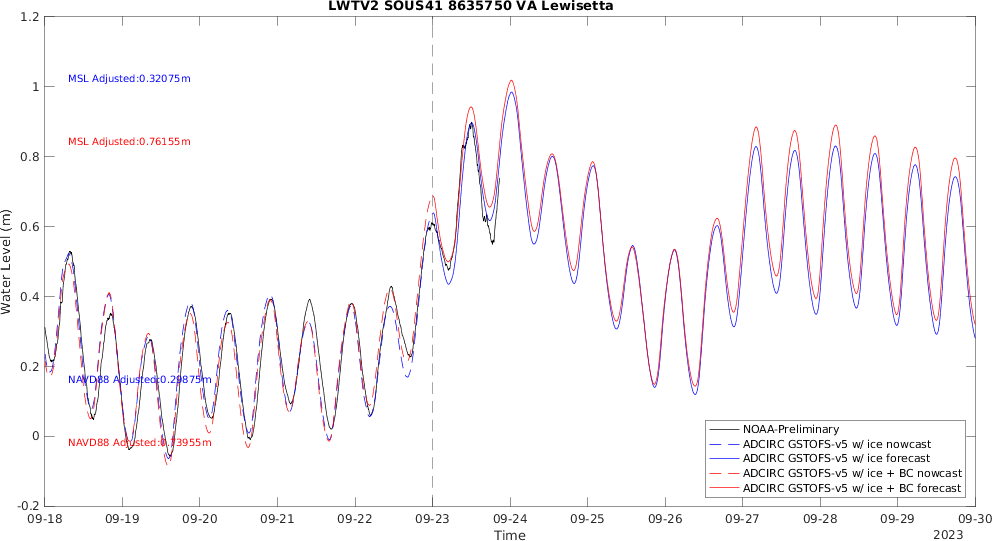 LWTV2 SOUS41 8635750 VA Lewisetta
1.2
1
0.8
0.6
0.4
0.2
0
-0.2
Water Level (m)
MSL Adjusted:0.32075m
MSL Adjusted:0.76155m
NAVD88 Adjusted:0.29875m
NAVD88 Adjusted:0.73955m
NOAA-Preliminary
ADCIRC GSTOFS-v5 w/ ice nowcast
ADCIRC GSTOFS-v5 w/ ice forecast
ADCIRC GSTOFS-v5 w/ ice + BC nowcast
ADCIRC GSTOFS-v5 w/ ice + BC forecast
09-18 09-19 09-20 09-21 09-22 09-23 09-24 09-25 09-26 09-27 09-28 09-29 09-30
Time
2023